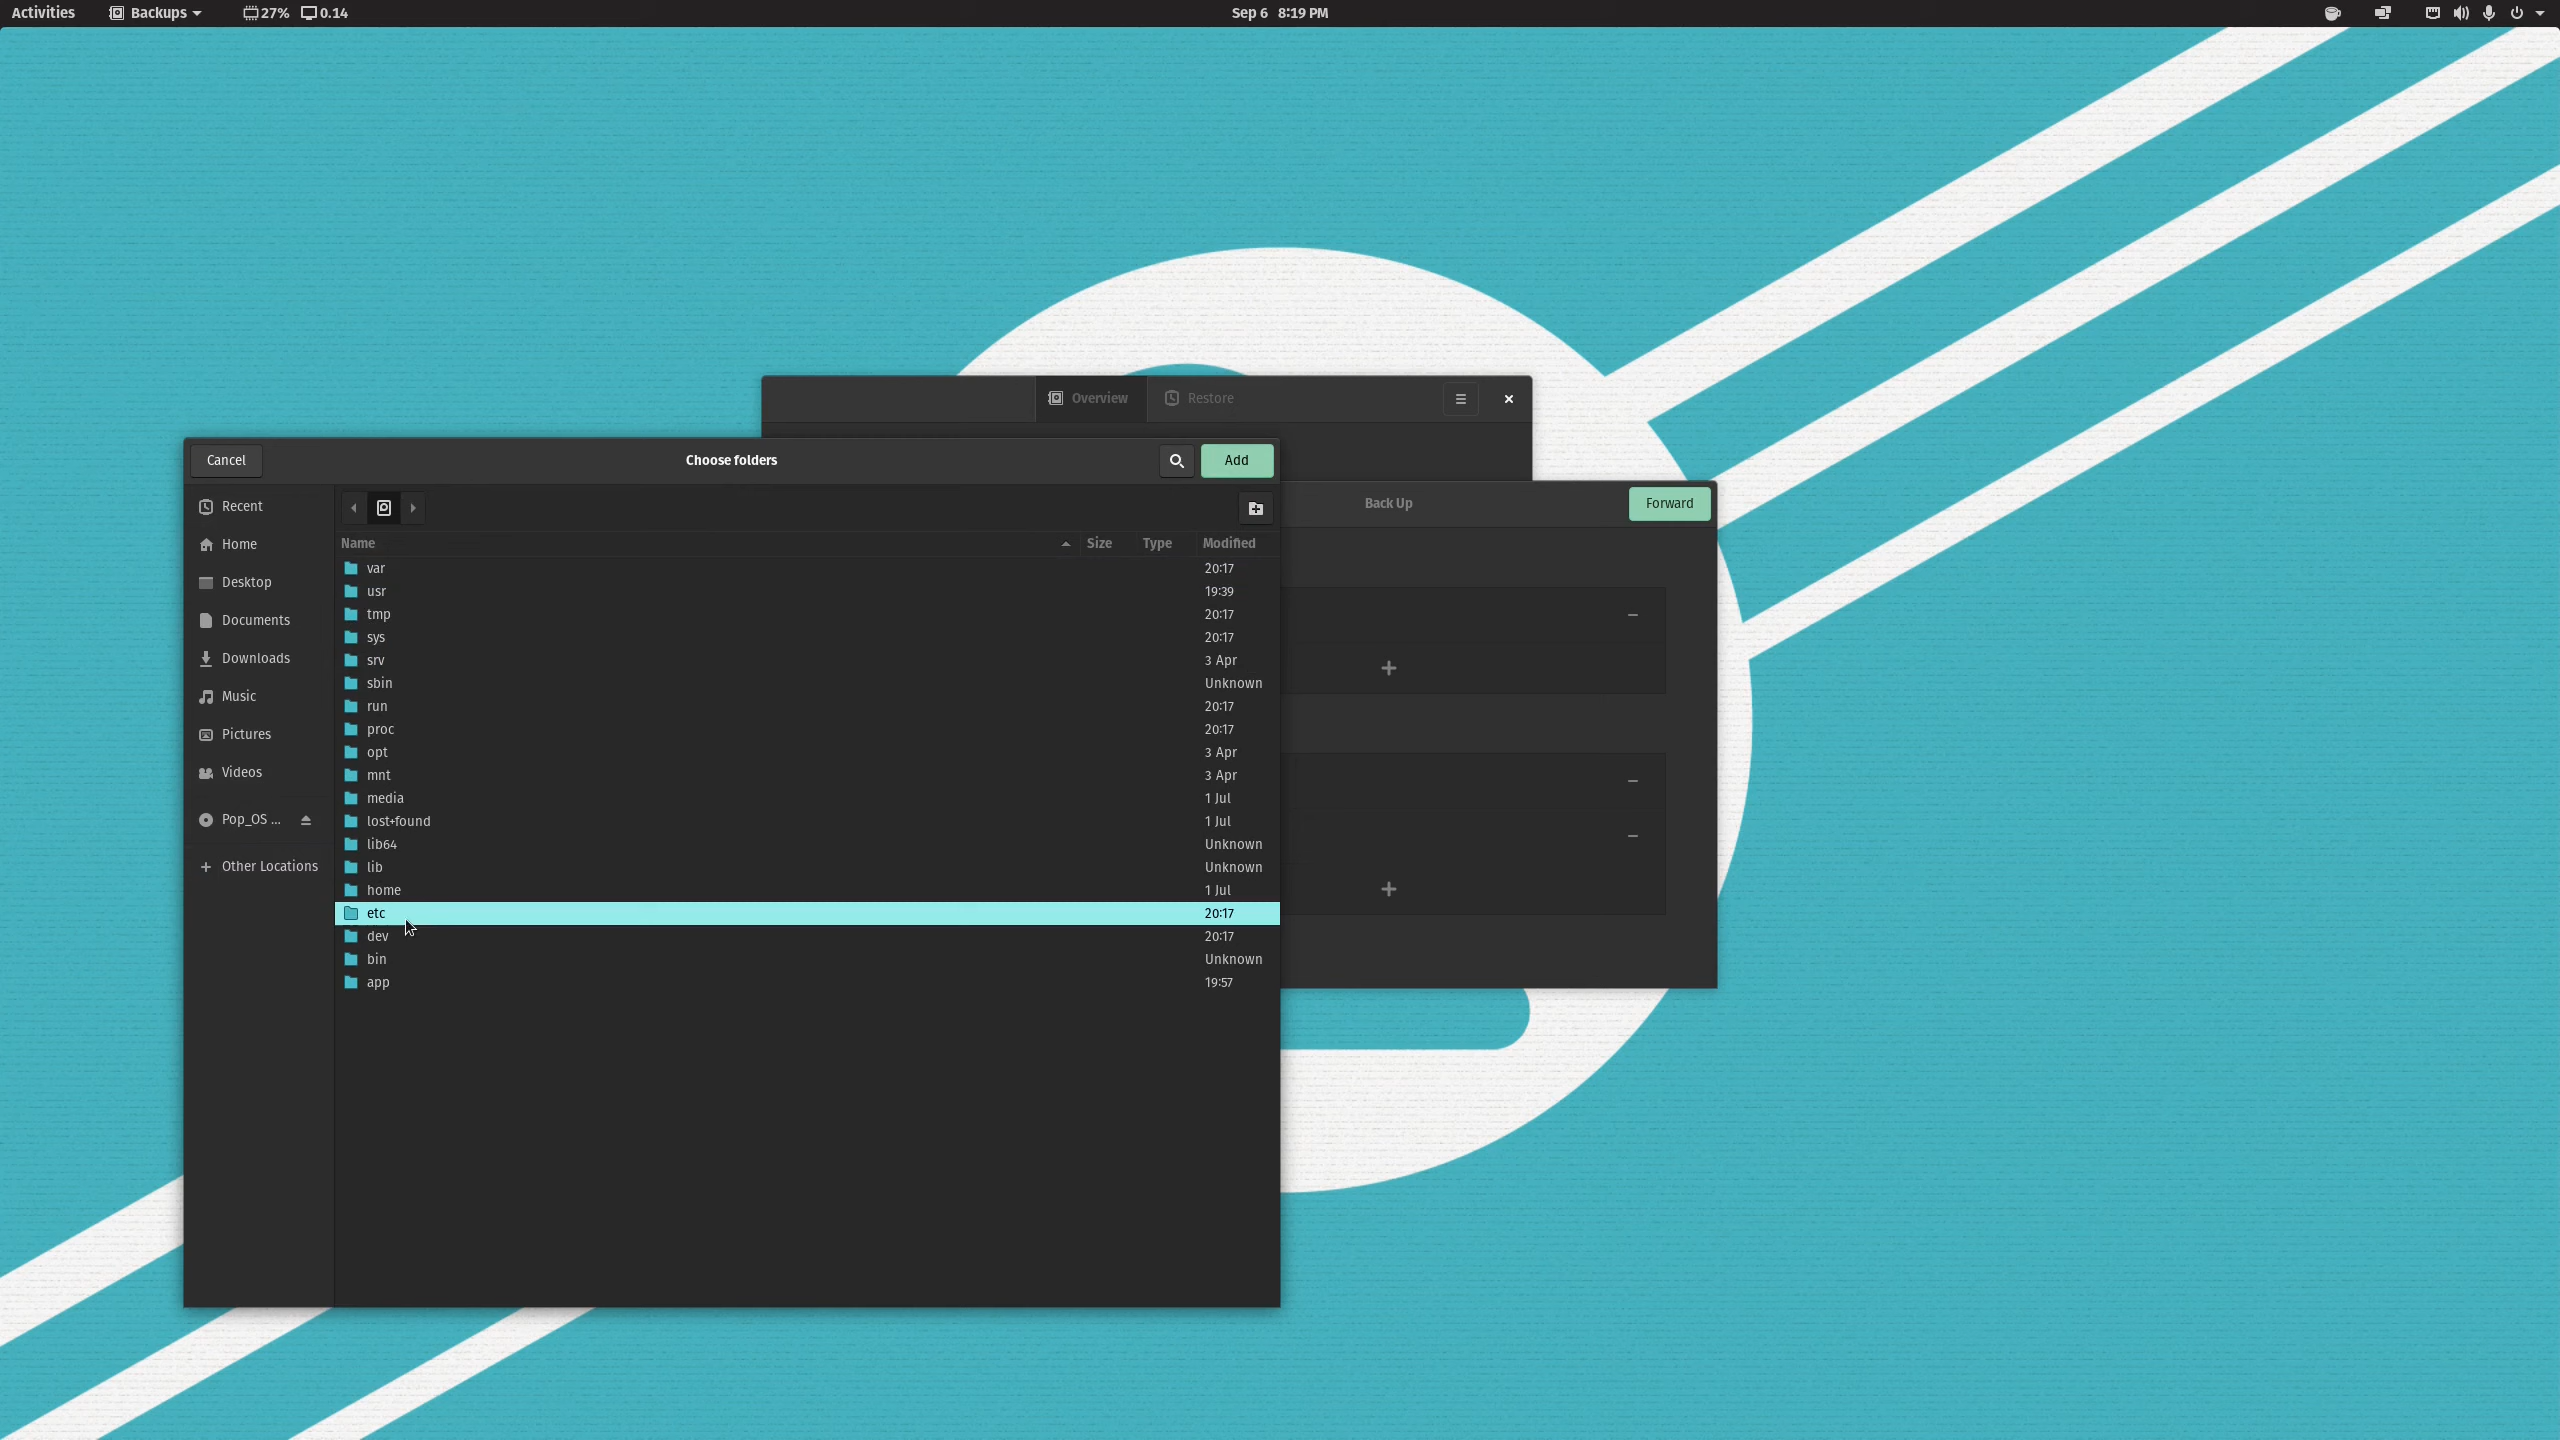 Activities Backups 27% 0.14 Sep 6 8:19 PM
Overview Restore
Cancel Choose folders Add
Back Up Forward
Recent
Home
Desktop
Documents
Downloads
Music
Pictures
Videos
Pop_OS ...
Other Locations
Name Size Type Modified
var 20:17
usr 19:39
tmp 20:17
sys 20:17
srv 3 Apr
sbin Unknown
run 20:17
proc 20:17
opt 3 Apr
mnt 3 Apr
media 1 Jul
lost+found 1 Jul
lib64 Unknown
lib Unknown
home 1 Jul
etc 20:17
dev 20:17
bin Unknown
app 19:57